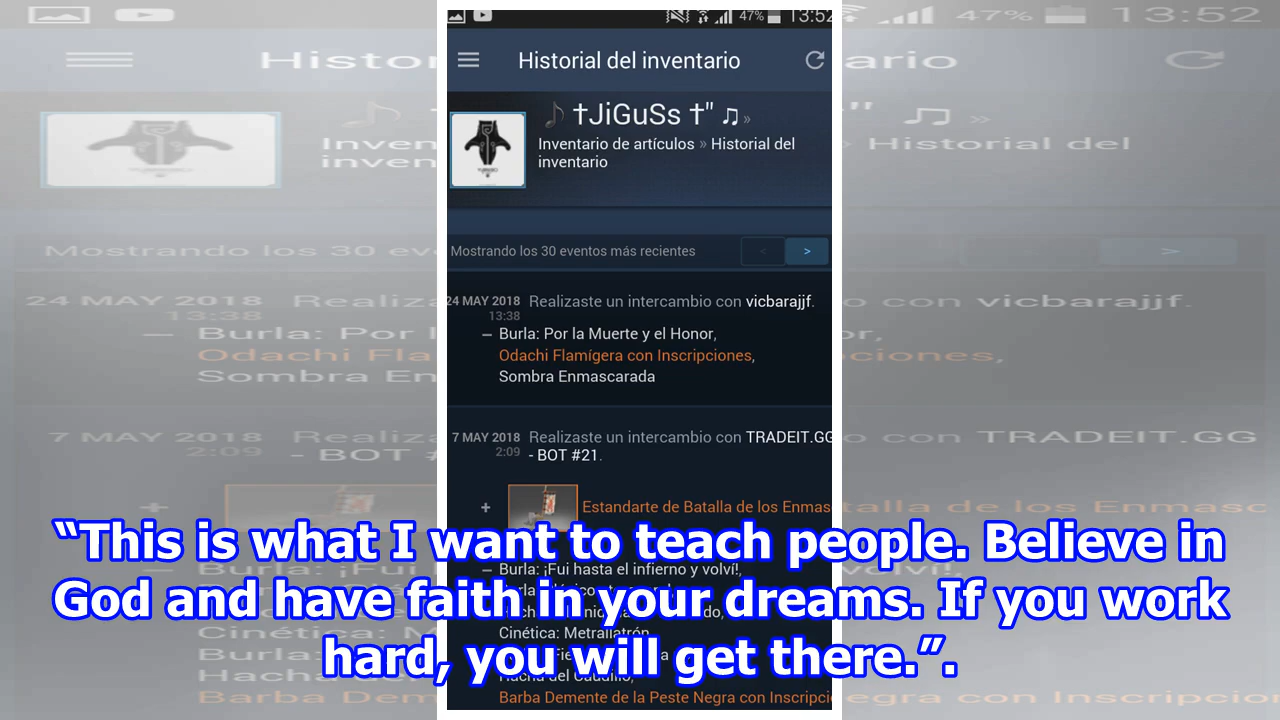 47% 13:52
Historial del inventario
♪ †JiGuSs †" ♫ »
Inventario de artículos » Historial del
inventario
Mostrando los 30 eventos más recientes < >
24 MAY 2018 Realizaste un intercambio con vicbarajjf.
13:38
– Burla: Por la Muerte y el Honor,
Odachi Flamígera con Inscripciones,
Sombra Enmascarada
7 MAY 2018 Realizaste un intercambio con TRADEIT.GG
2:09 - BOT #21.
+ Estandarte de Batalla de los Enmas
“This is what I want to teach people. Believe in
– Burla: ¡Fui hasta el infierno y volví!,
God and have faith in your dreams. If you work
Cinética: Metrallatrón
hard, you will get there.”.
Hacha del Caudillo,
Barba Demente de la Peste Negra con Inscripci